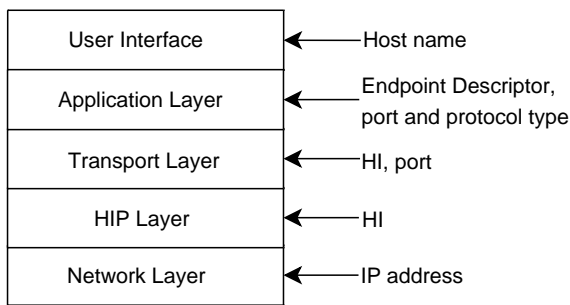 User Interface
Host name
Application Layer
Endpoint Descriptor,
port and protocol type
Transport Layer
HI, port
HIP Layer
HI
Network Layer
IP address